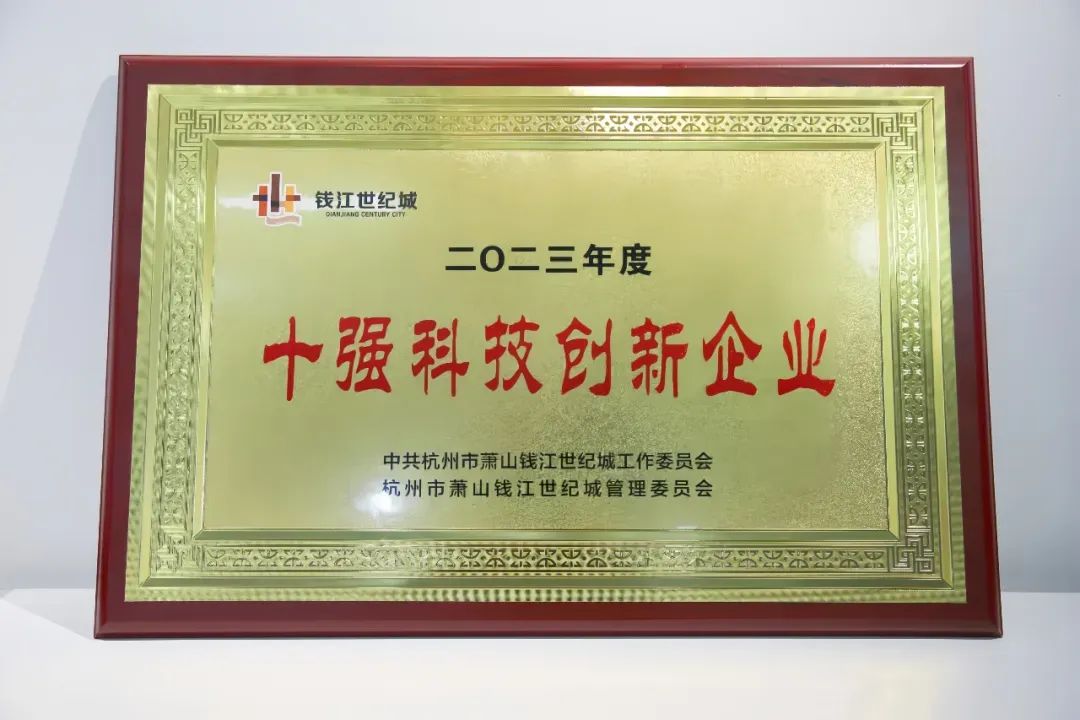 钱江世纪城
QIANJIANG CENTURY CITY
二〇二三年度
十强科技创新企业
中共杭州市萧山钱江世纪城工作委员会
杭州市萧山钱江世纪城管理委员会